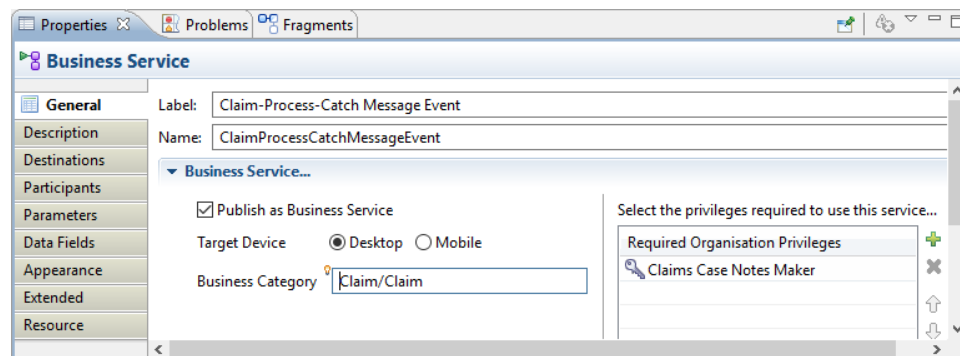 Properties Problems Fragments
Business Service
General
Label: Claim-Process-Catch Message Event
Description
Name: ClaimProcessCatchMessageEvent
Destinations
Business Service...
Participants
Publish as Business Service
Select the privileges required to use this service...
Parameters
Data Fields
Target Device Desktop Mobile
Required Organisation Privileges
Appearance
Business Category Claim/Claim
Claims Case Notes Maker
Extended
Resource